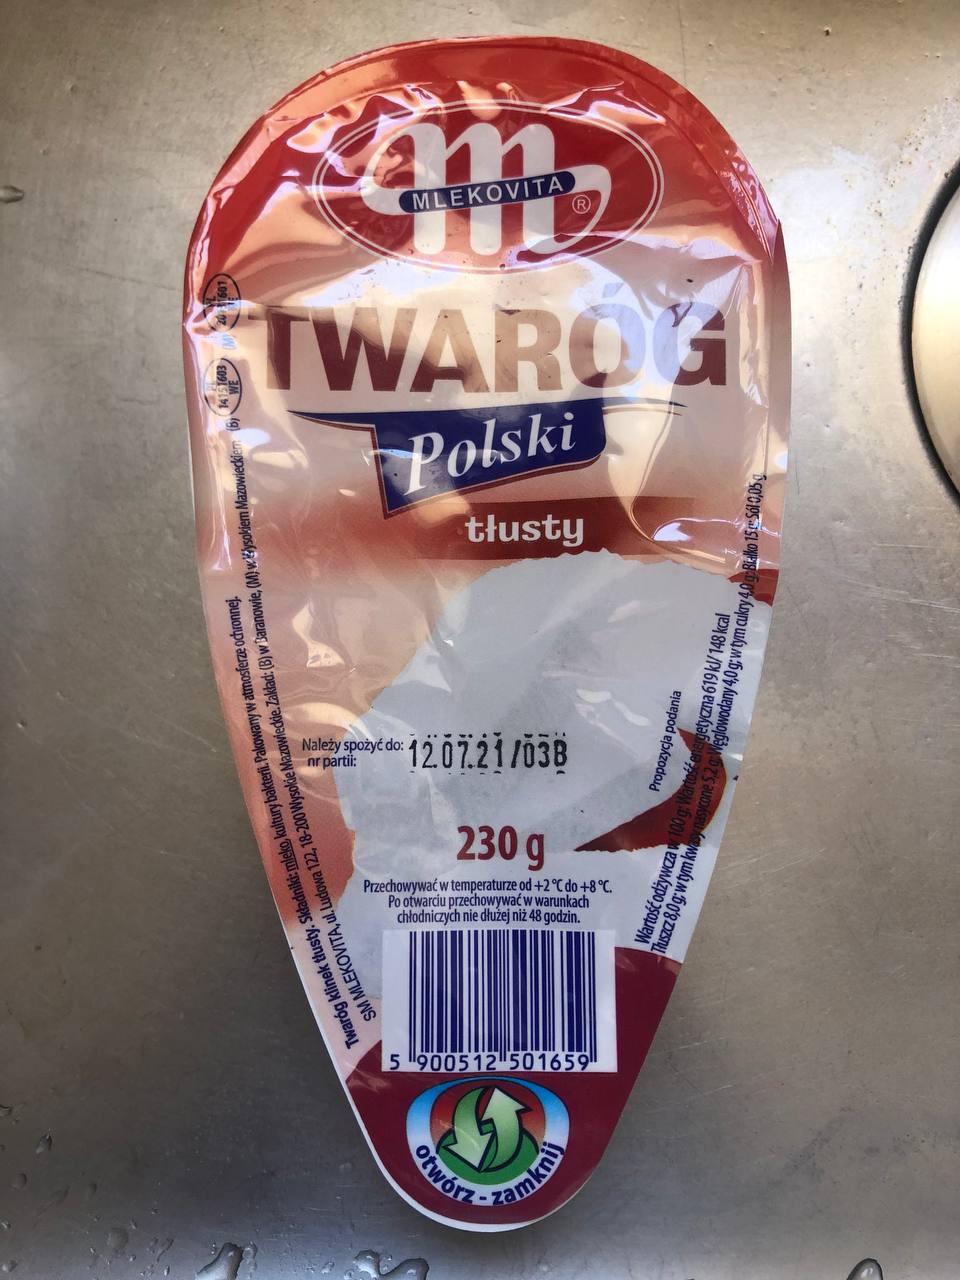 MLEKOVITA
®
TWARÓG
Polski
tłusty
Należy spożyć do:
nr partii:
12.07.21/03B
230 g
Przechowywać w temperaturze od +2 °C do +8 °C.
Po otwarciu przechowywać w warunkach
chłodniczych nie dłużej niż 48 godzin.
5 900512 501659
otwórz - zamknij
Twaróg klinek tłusty. Składniki: mleko, kultury bakterii. Pakowany w atmosferze ochronnej.
SM MLEKOVITA, ul. Ludowa 122, 18-200 Wysokie Mazowieckie. Zakład: (B) w Baranowie, (M) w Wysokiem Mazowieckiem
(B) PL 14151603 WE
(M) WE
Propozycja podania
Wartość odżywcza w 100 g: Wartość energetyczna 619 kJ/ 148 kcal
Tłuszcz 8,0 g; w tym kwasy nasycone 5,2 g; Węglowodany 4,0 g; w tym cukry 4,0 g; Białko 15 g; Sól 0,05 g